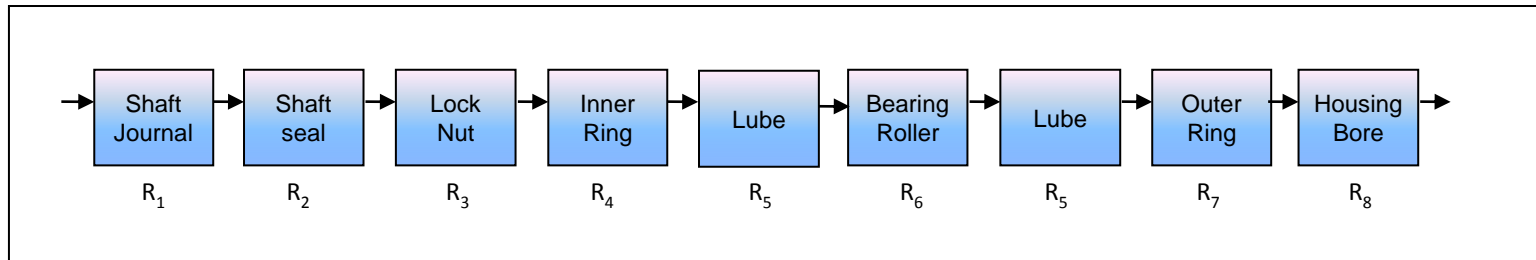 Shaft
Journal
Shaft
seal
Lock
Nut
Inner
Ring
Lube
Bearing
Roller
Lube
Outer
Ring
Housing
Bore
R1
R2
R3
R4
R5
R6
R5
R7
R8